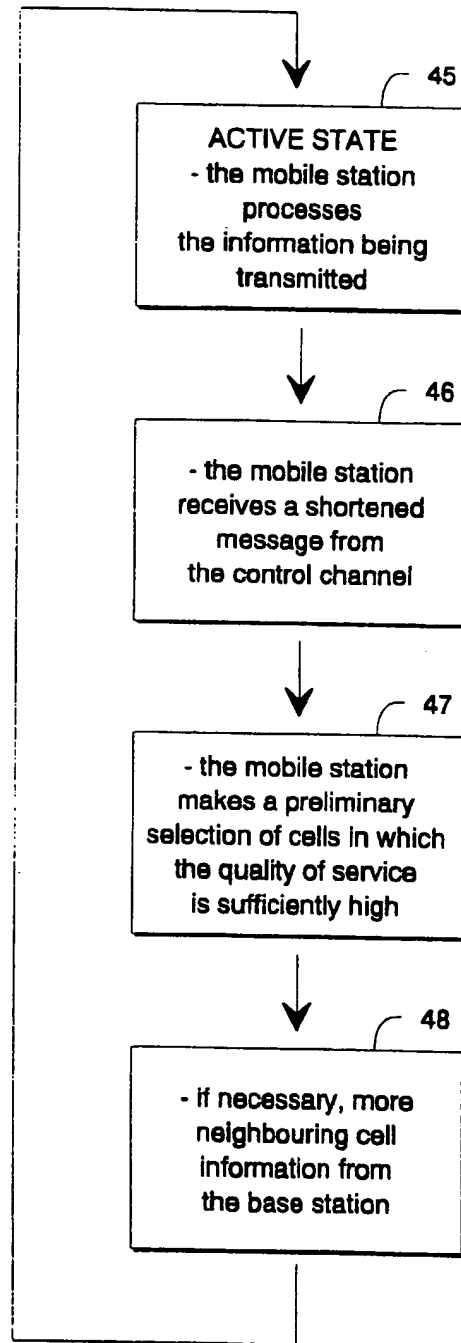 45
ACTIVE STATE
- the mobile station
processes
the information being
transmitted
46
- the mobile station
receives a shortened
message from
the control channel
47
- the mobile station
makes a preliminary
selection of cells in which
the quality of service
is sufficiently high
48
- if necessary, more
neighbouring cell
information from
the base station